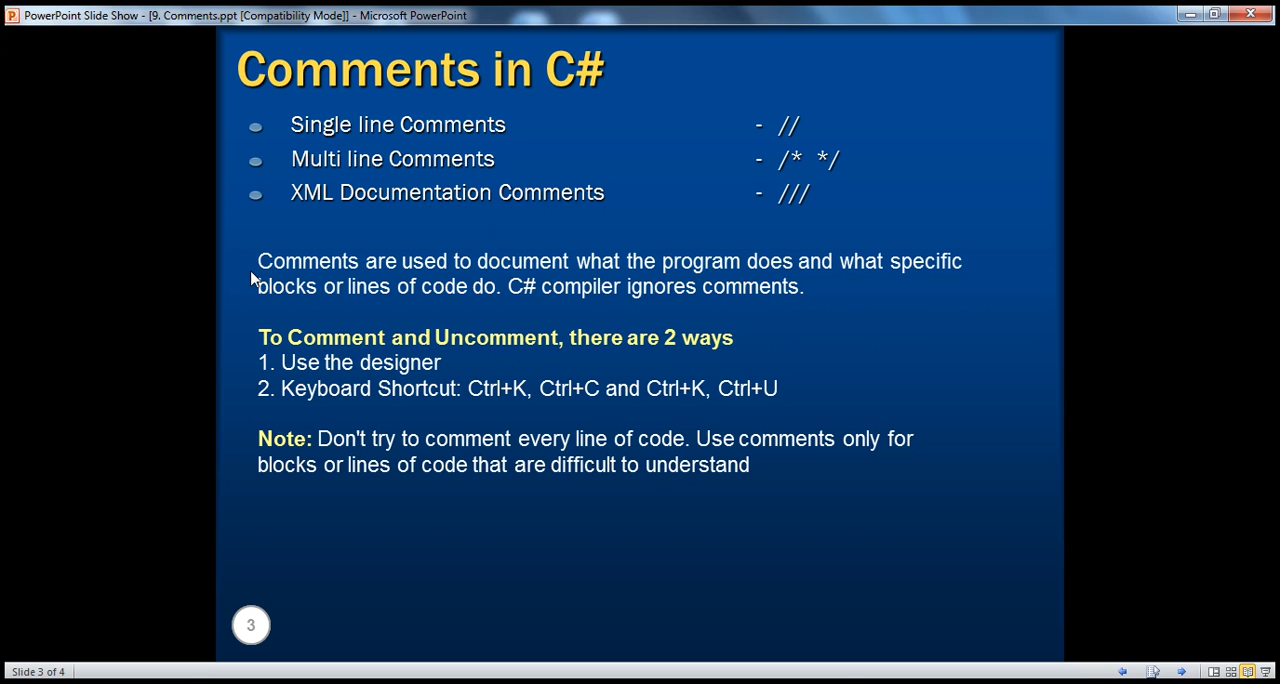 PowerPoint Slide Show - [9. Comments.ppt [Compatibility Mode]] - Microsoft PowerPoint
Comments in C#
Single line Comments - //
Multi line Comments - /* */
XML Documentation Comments - ///
Comments are used to document what the program does and what specific
blocks or lines of code do. C# compiler ignores comments.
To Comment and Uncomment, there are 2 ways
1. Use the designer
2. Keyboard Shortcut: Ctrl+K, Ctrl+C and Ctrl+K, Ctrl+U
Note: Don't try to comment every line of code. Use comments only for
blocks or lines of code that are difficult to understand
3
Slide 3 of 4